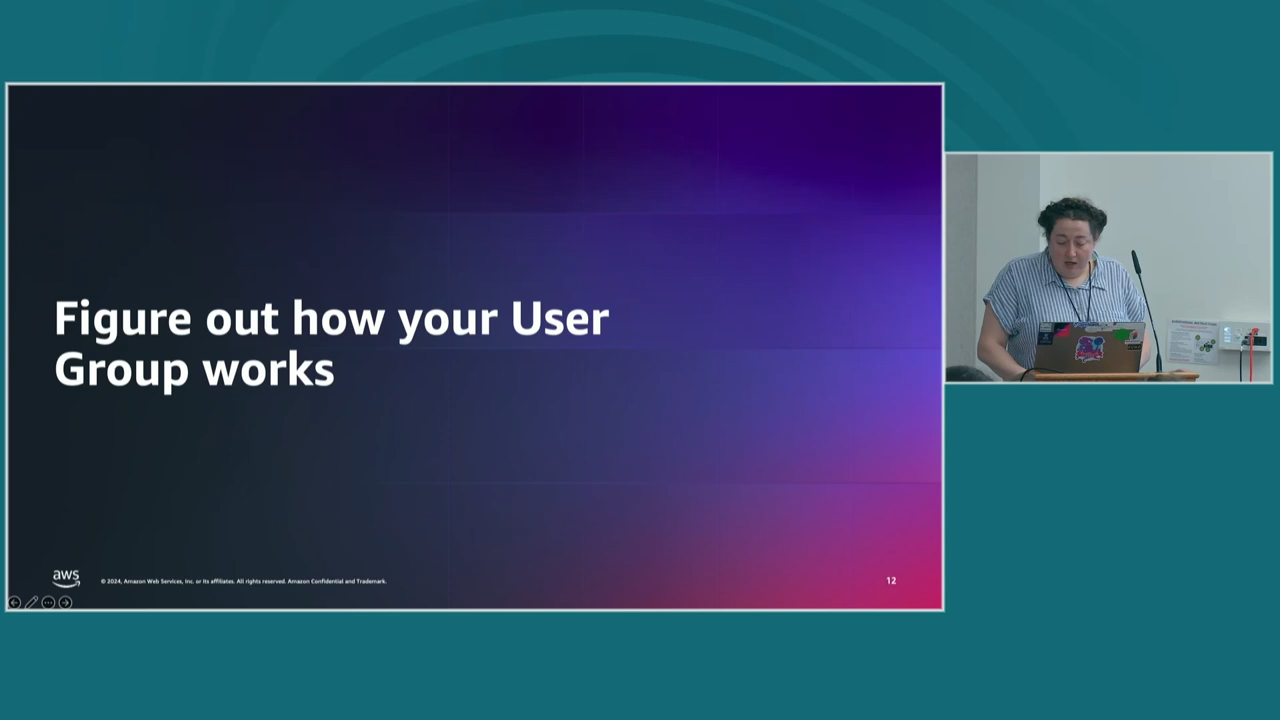 Figure out how your User
Group works
aws
© 2024, Amazon Web Services, Inc. or its affiliates. All rights reserved. Amazon Confidential and Trademark.
12